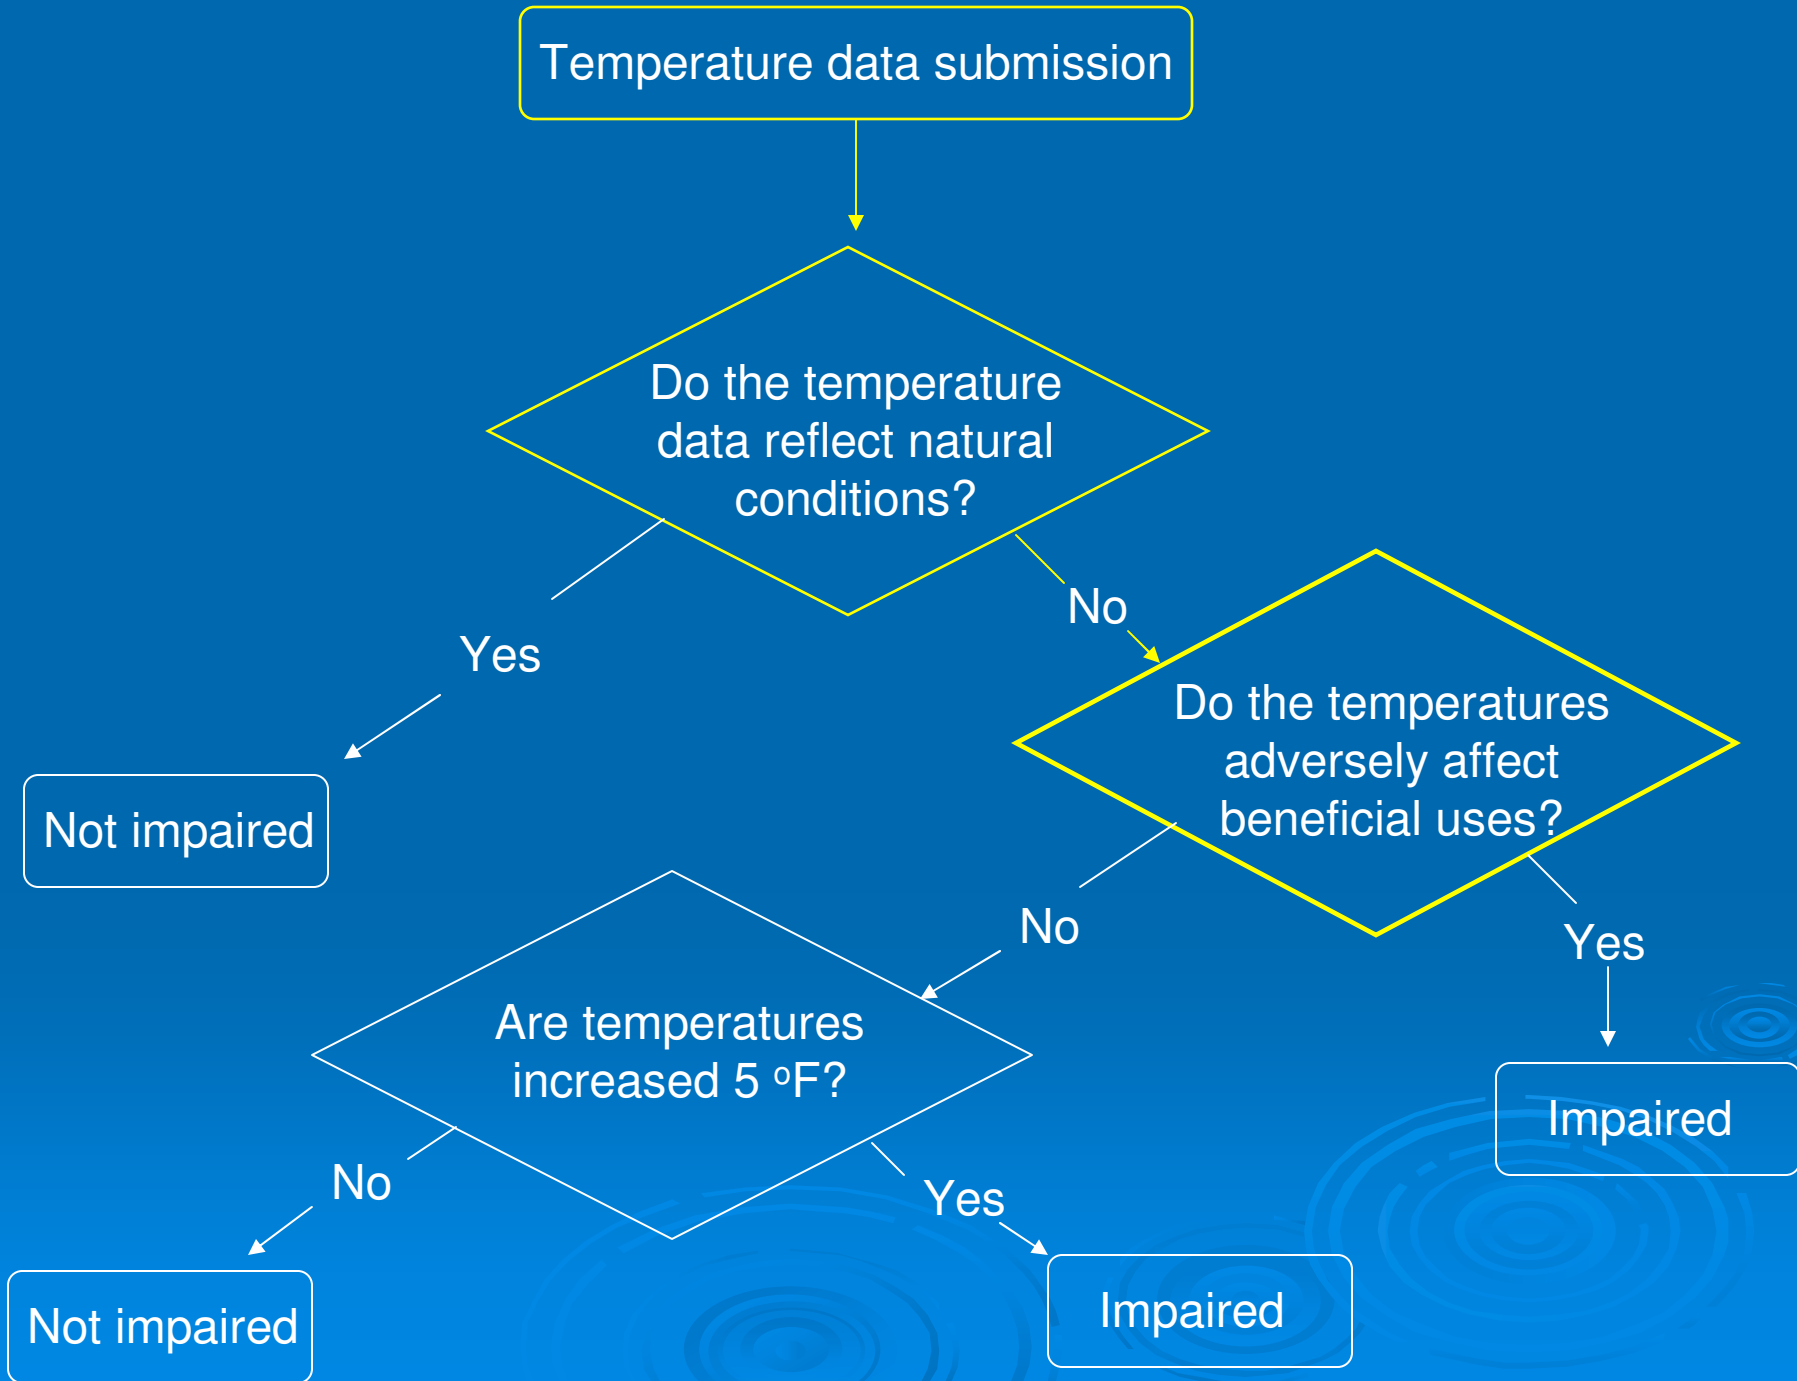 Temperature data submission
Do the temperature
data reflect natural
conditions?
No
Yes
Do the temperatures
adversely affect
beneficial uses?
Not impaired
No
Yes
Are temperatures
increased 5 ºF?
Impaired
No
Yes
Not impaired
Impaired